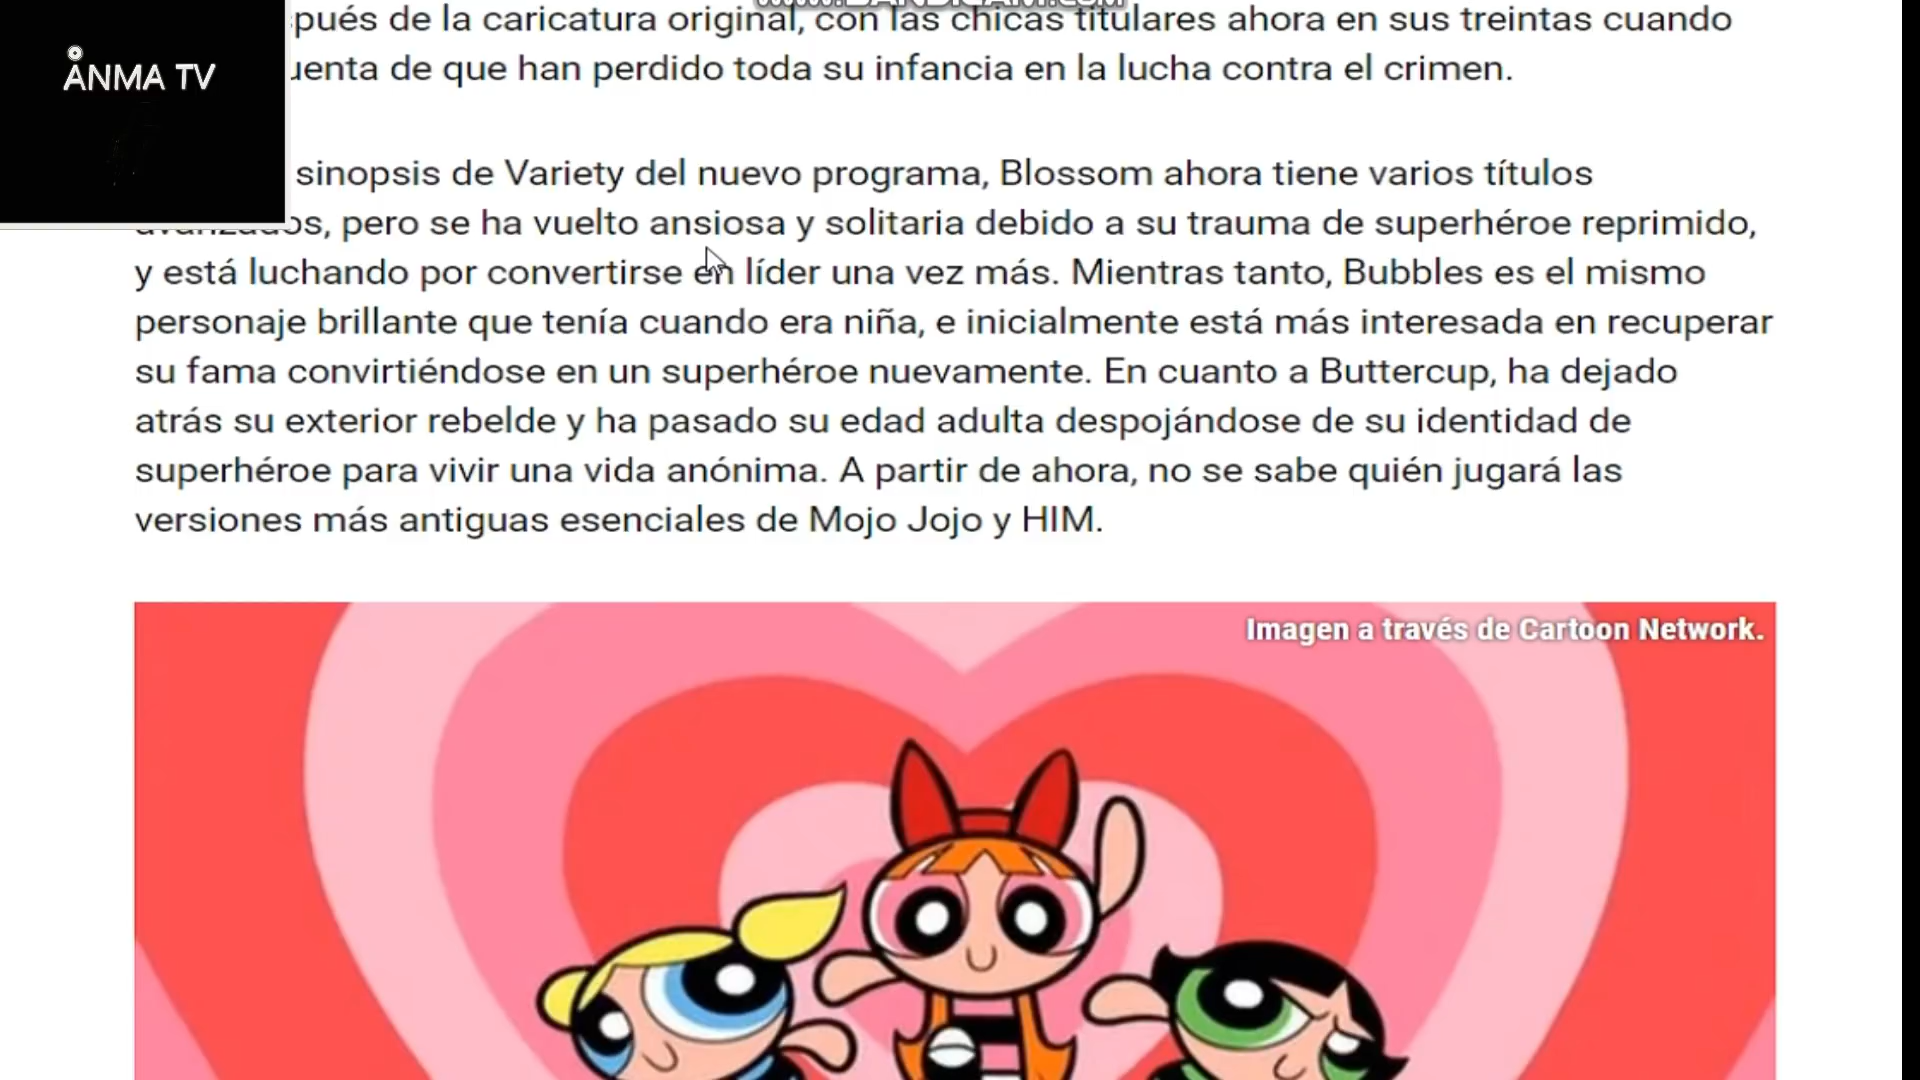 www.BANDICAM.com
spués de la caricatura original, con las chicas titulares ahora en sus treintas cuando
ÅNMA TV
uenta de que han perdido toda su infancia en la lucha contra el crimen.
sinopsis de Variety del nuevo programa, Blossom ahora tiene varios títulos
avanzados, pero se ha vuelto ansiosa y solitaria debido a su trauma de superhéroe reprimido,
y está luchando por convertirse en líder una vez más. Mientras tanto, Bubbles es el mismo
personaje brillante que tenía cuando era niña, e inicialmente está más interesada en recuperar
su fama convirtiéndose en un superhéroe nuevamente. En cuanto a Buttercup, ha dejado
atrás su exterior rebelde y ha pasado su edad adulta despojándose de su identidad de
superhéroe para vivir una vida anónima. A partir de ahora, no se sabe quién jugará las
versiones más antiguas esenciales de Mojo Jojo y HIM.
Imagen a través de Cartoon Network.